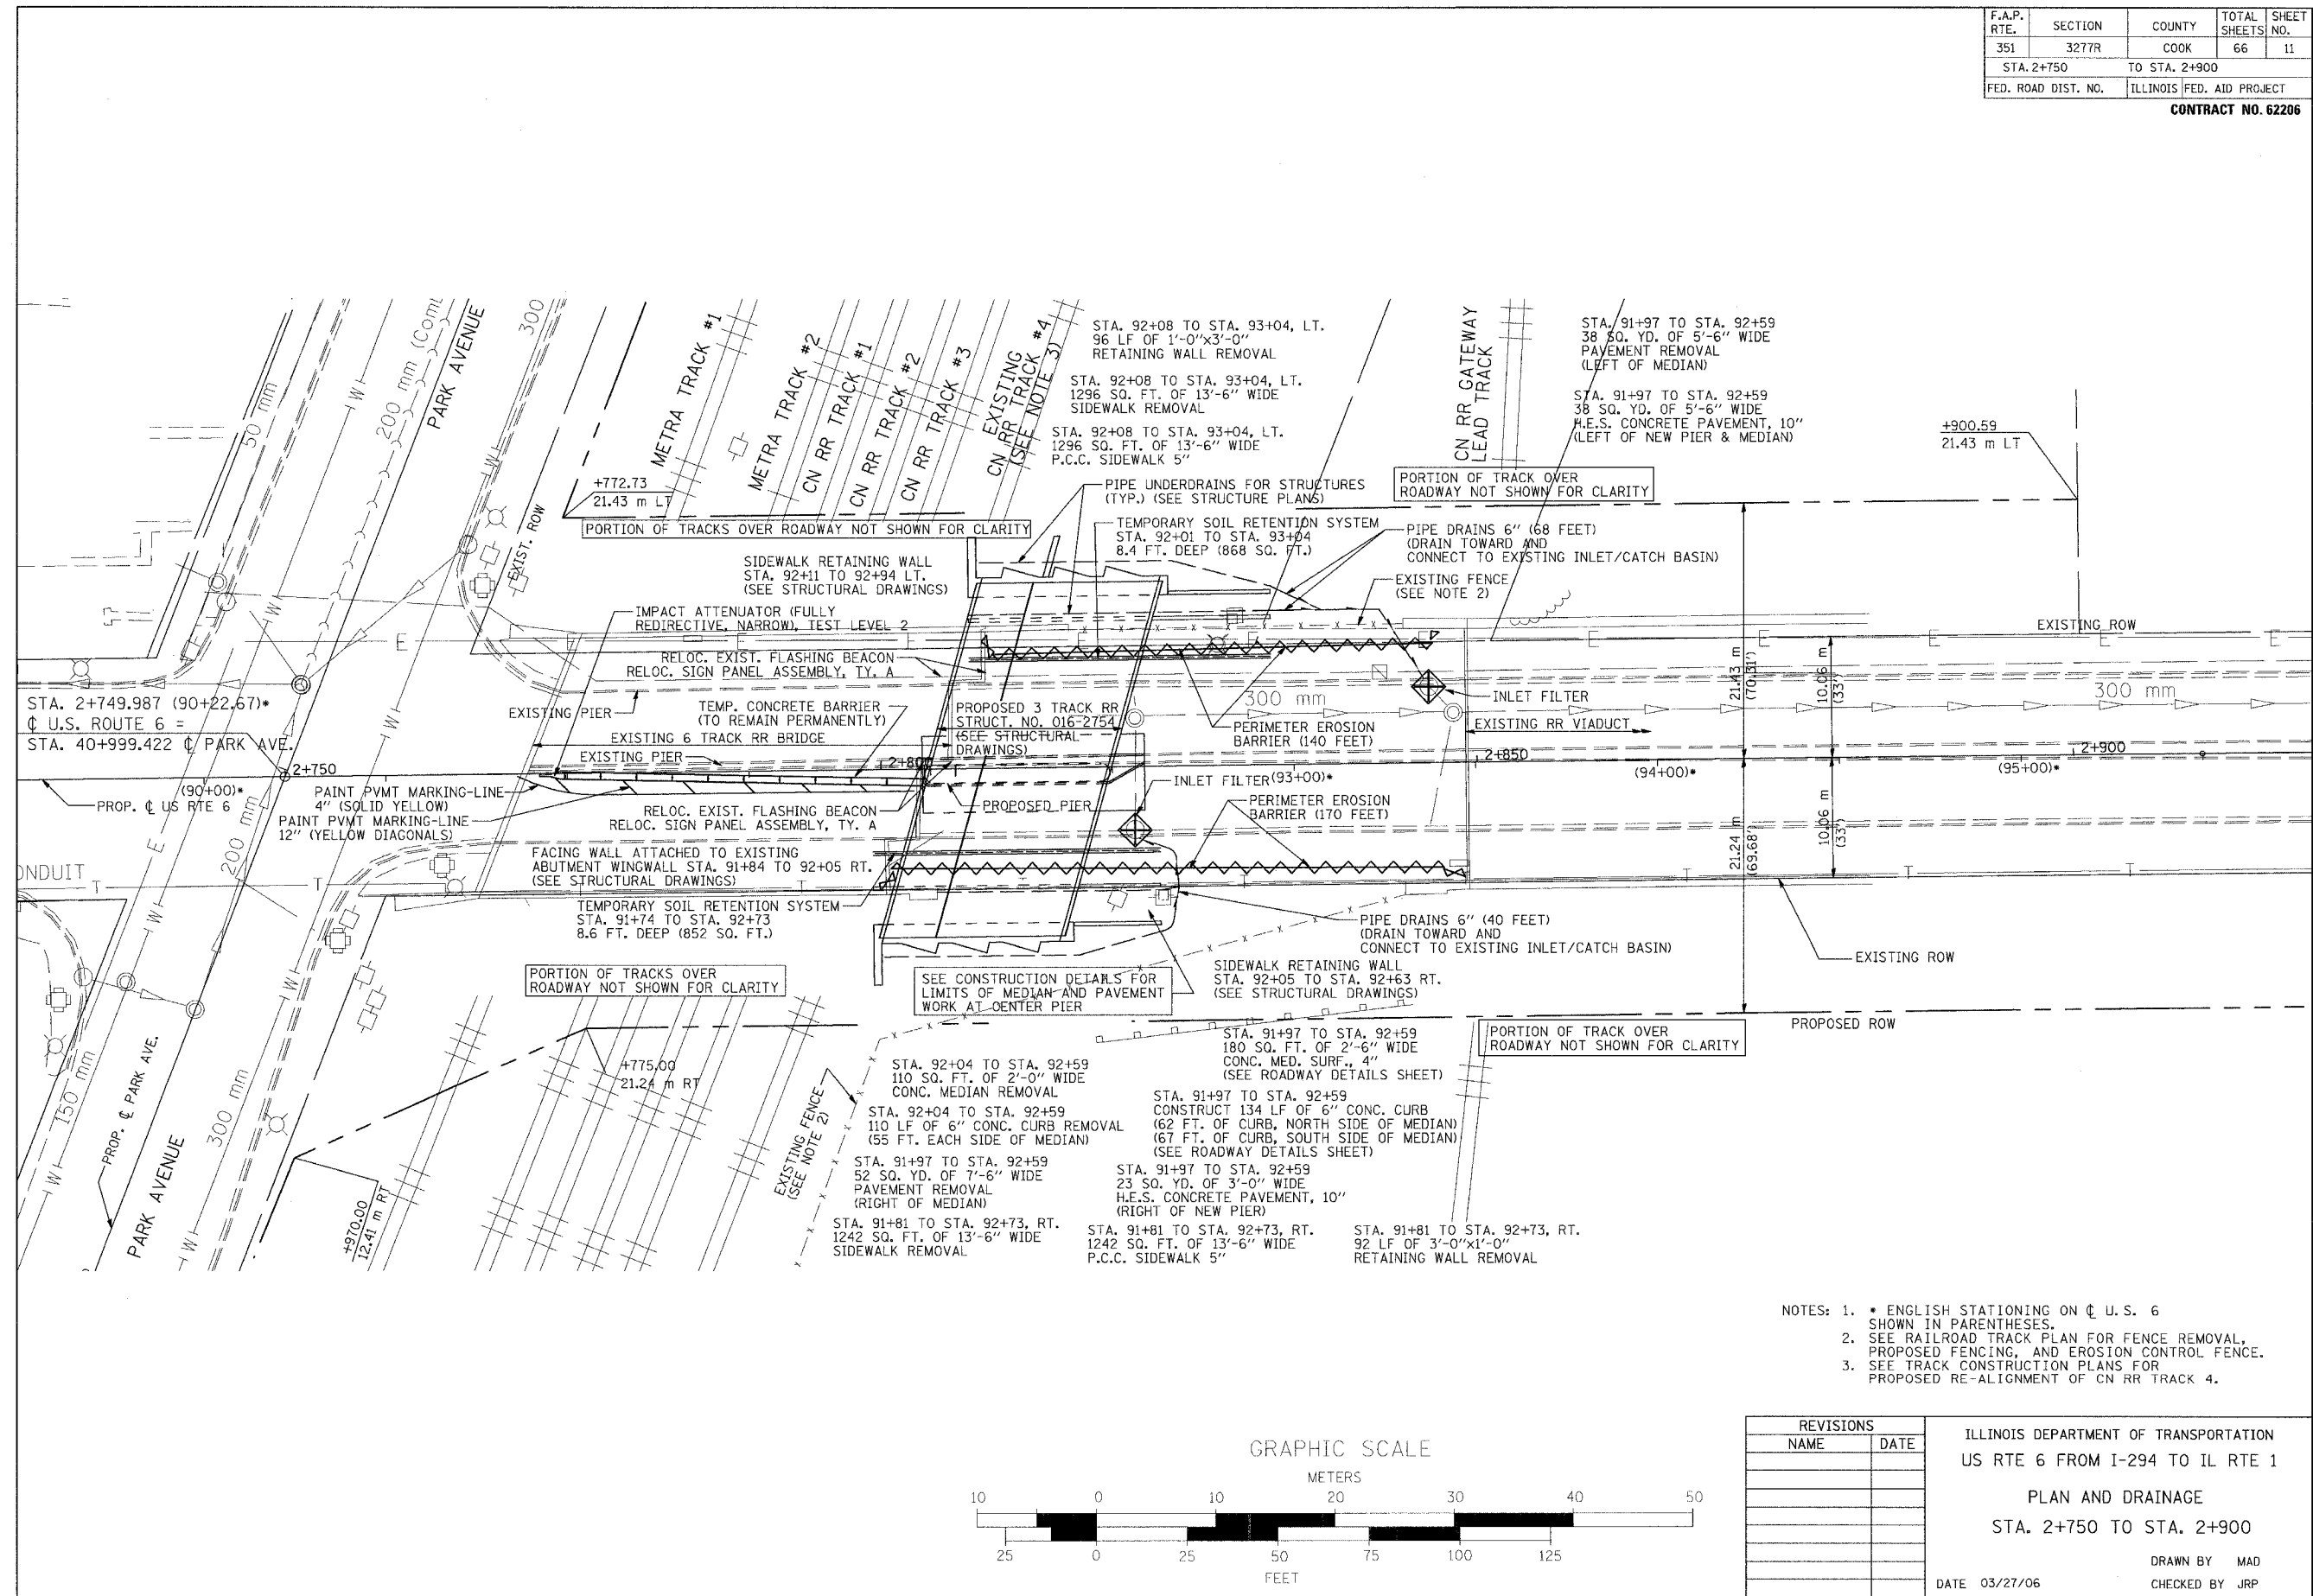 F.A.P. RTE. SECTION COUNTY TOTAL SHEETS SHEET NO.
351 3277R COOK 66 11
STA. 2+750 TO STA. 2+900
FED. ROAD DIST. NO. ILLINOIS FED. AID PROJECT
CONTRACT NO. 62206
50 mm
200 mm
PARK AVENUE
300
EXIST. ROW
METRA TRACK #1
METRA TRACK #2
CN RR TRACK #1
CN RR TRACK #2
CN RR TRACK #3
EXISTING
CN RR TRACK #4
(SEE NOTE 3)
STA. 92+08 TO STA. 93+04, LT.
96 LF OF 1'-0"x3'-0"
RETAINING WALL REMOVAL
STA. 92+08 TO STA. 93+04, LT.
1296 SQ. FT. OF 13'-6" WIDE
SIDEWALK REMOVAL
STA. 92+08 TO STA. 93+04, LT.
1296 SQ. FT. OF 13'-6" WIDE
P.C.C. SIDEWALK 5"
CN RR GATEWAY
LEAD TRACK
STA. 91+97 TO STA. 92+59
38 SQ. YD. OF 5'-6" WIDE
PAVEMENT REMOVAL
(LEFT OF MEDIAN)
STA. 91+97 TO STA. 92+59
38 SQ. YD. OF 5'-6" WIDE
H.E.S. CONCRETE PAVEMENT, 10"
(LEFT OF NEW PIER & MEDIAN)
+900.59
21.43 m LT
+772.73
21.43 m LT
PORTION OF TRACKS OVER ROADWAY NOT SHOWN FOR CLARITY
PIPE UNDERDRAINS FOR STRUCTURES
(TYP.) (SEE STRUCTURE PLANS)
PORTION OF TRACK OVER
ROADWAY NOT SHOWN FOR CLARITY
TEMPORARY SOIL RETENTION SYSTEM
STA. 92+01 TO STA. 93+04
8.4 FT. DEEP (868 SQ. FT.)
PIPE DRAINS 6" (68 FEET)
(DRAIN TOWARD AND
CONNECT TO EXISTING INLET/CATCH BASIN)
EXISTING FENCE
(SEE NOTE 2)
SIDEWALK RETAINING WALL
STA. 92+11 TO 92+94 LT.
(SEE STRUCTURAL DRAWINGS)
IMPACT ATTENUATOR (FULLY
REDIRECTIVE, NARROW), TEST LEVEL 2
RELOC. EXIST. FLASHING BEACON
RELOC. SIGN PANEL ASSEMBLY, TY. A
EXISTING ROW
STA. 2+749.987 (90+22.67)*
℄ U.S. ROUTE 6 =
STA. 40+999.422 ℄ PARK AVE.
EXISTING PIER
TEMP. CONCRETE BARRIER
(TO REMAIN PERMANENTLY)
EXISTING 6 TRACK RR BRIDGE
EXISTING PIER
PROPOSED 3 TRACK RR
STRUCT. NO. 016-2754
(SEE STRUCTURAL
DRAWINGS)
300 mm
PERIMETER EROSION
BARRIER (140 FEET)
INLET FILTER
EXISTING RR VIADUCT
21.43 m
(70.31')
10.06 m
(33')
300 mm
2+750
2+800
2+850
2+900
(90+00)*
(93+00)*
(94+00)*
(95+00)*
PROP. ℄ US RTE 6
PAINT PVMT MARKING-LINE
4" (SOLID YELLOW)
PAINT PVMT MARKING-LINE
12" (YELLOW DIAGONALS)
RELOC. EXIST. FLASHING BEACON
RELOC. SIGN PANEL ASSEMBLY, TY. A
PROPOSED PIER
INLET FILTER
PERIMETER EROSION
BARRIER (170 FEET)
21.24 m
(69.68')
10.06 m
(33')
200 mm
FACING WALL ATTACHED TO EXISTING
ABUTMENT WINGWALL STA. 91+84 TO 92+05 RT.
(SEE STRUCTURAL DRAWINGS)
ONDUIT
TEMPORARY SOIL RETENTION SYSTEM
STA. 91+74 TO STA. 92+73
8.6 FT. DEEP (852 SQ. FT.)
PIPE DRAINS 6" (40 FEET)
(DRAIN TOWARD AND
CONNECT TO EXISTING INLET/CATCH BASIN)
EXISTING ROW
PORTION OF TRACKS OVER
ROADWAY NOT SHOWN FOR CLARITY
SEE CONSTRUCTION DETAILS FOR
LIMITS OF MEDIAN AND PAVEMENT
WORK AT CENTER PIER
SIDEWALK RETAINING WALL
STA. 92+05 TO STA. 92+63 RT.
(SEE STRUCTURAL DRAWINGS)
PROPOSED ROW
PORTION OF TRACK OVER
ROADWAY NOT SHOWN FOR CLARITY
150 mm
PROP. ℄ PARK AVE.
PARK AVENUE
300 mm
+775.00
21.24 m RT
+970.00
12.41 m RT
EXISTING FENCE
(SEE NOTE 2)
STA. 92+04 TO STA. 92+59
110 SQ. FT. OF 2'-0" WIDE
CONC. MEDIAN REMOVAL
STA. 92+04 TO STA. 92+59
110 LF OF 6" CONC. CURB REMOVAL
(55 FT. EACH SIDE OF MEDIAN)
STA. 91+97 TO STA. 92+59
52 SQ. YD. OF 7'-6" WIDE
PAVEMENT REMOVAL
(RIGHT OF MEDIAN)
STA. 91+81 TO STA. 92+73, RT.
1242 SQ. FT. OF 13'-6" WIDE
SIDEWALK REMOVAL
STA. 91+97 TO STA. 92+59
180 SQ. FT. OF 2'-6" WIDE
CONC. MED. SURF., 4"
(SEE ROADWAY DETAILS SHEET)
STA. 91+97 TO STA. 92+59
CONSTRUCT 134 LF OF 6" CONC. CURB
(62 FT. OF CURB, NORTH SIDE OF MEDIAN)
(67 FT. OF CURB, SOUTH SIDE OF MEDIAN)
(SEE ROADWAY DETAILS SHEET)
STA. 91+97 TO STA. 92+59
23 SQ. YD. OF 3'-0" WIDE
H.E.S. CONCRETE PAVEMENT, 10"
(RIGHT OF NEW PIER)
STA. 91+81 TO STA. 92+73, RT.
1242 SQ. FT. OF 13'-6" WIDE
P.C.C. SIDEWALK 5"
STA. 91+81 TO STA. 92+73, RT.
92 LF OF 3'-0"x1'-0"
RETAINING WALL REMOVAL
NOTES: 1. * ENGLISH STATIONING ON ℄ U.S. 6
SHOWN IN PARENTHESES.
2. SEE RAILROAD TRACK PLAN FOR FENCE REMOVAL,
PROPOSED FENCING, AND EROSION CONTROL FENCE.
3. SEE TRACK CONSTRUCTION PLANS FOR
PROPOSED RE-ALIGNMENT OF CN RR TRACK 4.
GRAPHIC SCALE
METERS
10 0 10 20 30 40 50
25 0 25 50 75 100 125
FEET
REVISIONS
NAME DATE
ILLINOIS DEPARTMENT OF TRANSPORTATION
US RTE 6 FROM I-294 TO IL RTE 1
PLAN AND DRAINAGE
STA. 2+750 TO STA. 2+900
DRAWN BY MAD
DATE 03/27/06 CHECKED BY JRP